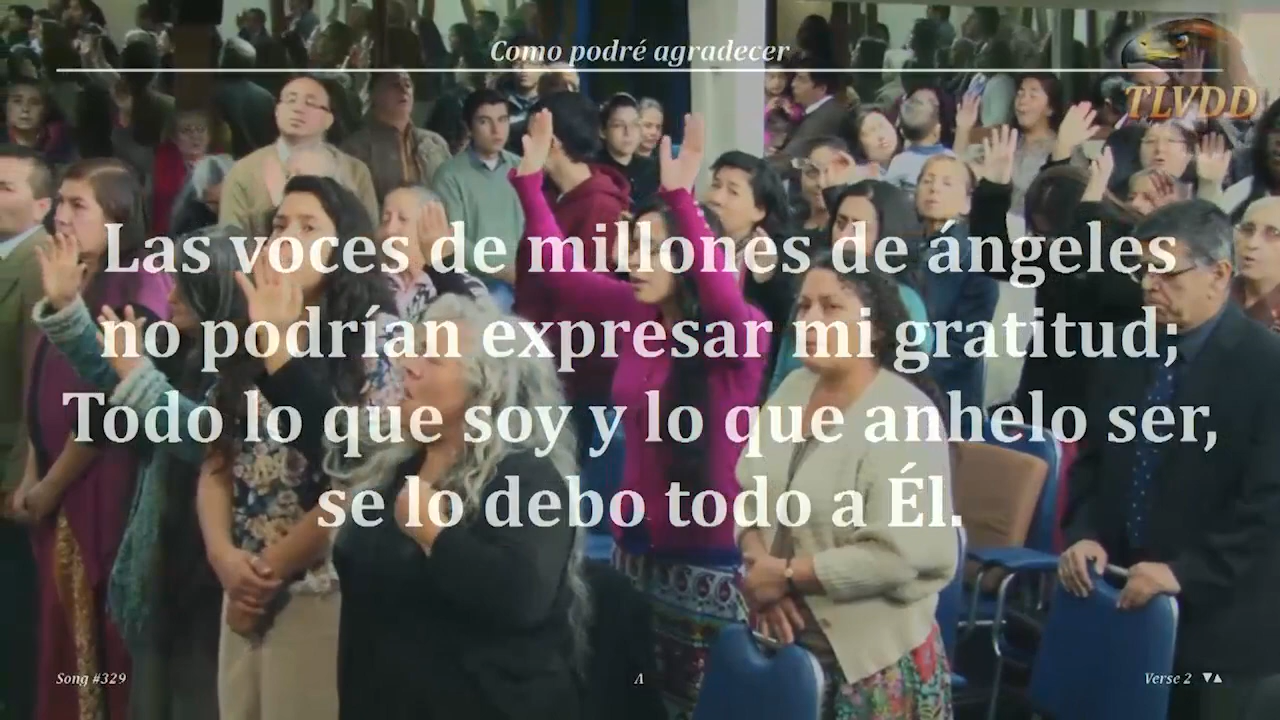 Como podré agradecer
TLVDD
Las voces de millones de ángeles
no podrían expresar mi gratitud;
Todo lo que soy y lo que anhelo ser,
se lo debo todo a Él.
Song #329
Λ
Verse 2 ▼▲